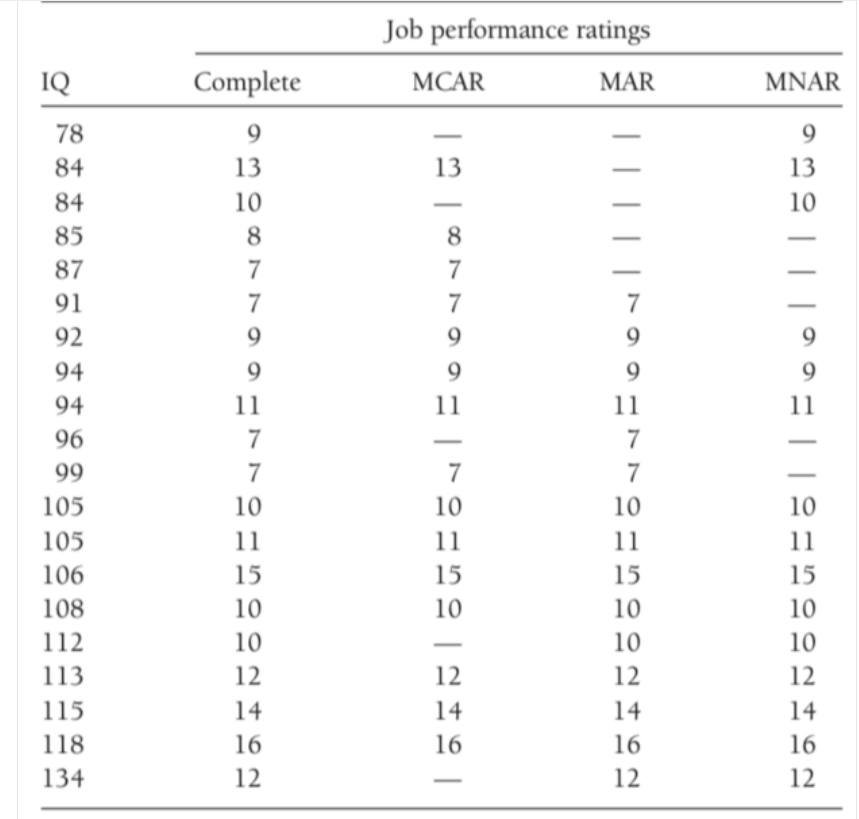 Job performance ratings
IQ Complete MCAR MAR MNAR
78 9 — — 9
84 13 13 — 13
84 10 — — 10
85 8 8 — —
87 7 7 — —
91 7 7 7 —
92 9 9 9 9
94 9 9 9 9
94 11 11 11 11
96 7 — 7 —
99 7 7 7 —
105 10 10 10 10
105 11 11 11 11
106 15 15 15 15
108 10 10 10 10
112 10 — 10 10
113 12 12 12 12
115 14 14 14 14
118 16 16 16 16
134 12 — 12 12